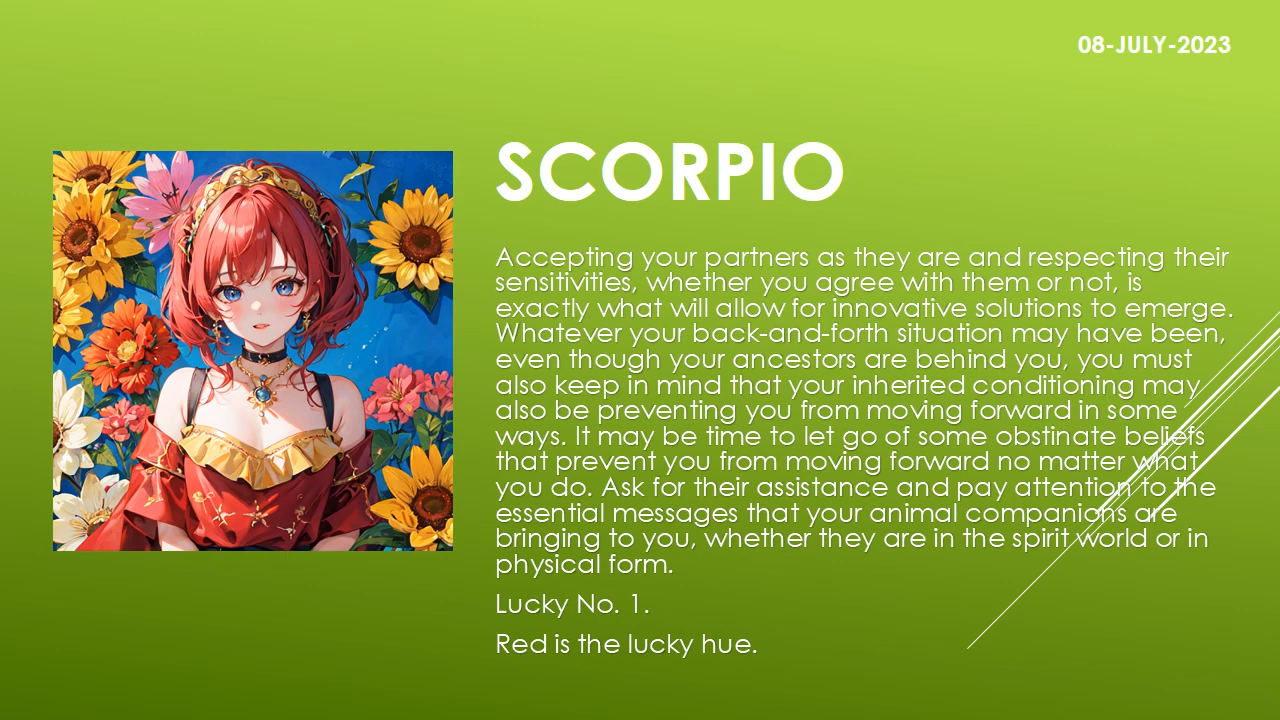 08-JULY-2023
SCORPIO
Accepting your partners as they are and respecting their
sensitivities, whether you agree with them or not, is
exactly what will allow for innovative solutions to emerge.
Whatever your back-and-forth situation may have been,
even though your ancestors are behind you, you must
also keep in mind that your inherited conditioning may
also be preventing you from moving forward in some
ways. It may be time to let go of some obstinate beliefs
that prevent you from moving forward no matter what
you do. Ask for their assistance and pay attention to the
essential messages that your animal companions are
bringing to you, whether they are in the spirit world or in
physical form.
Lucky No. 1.
Red is the lucky hue.